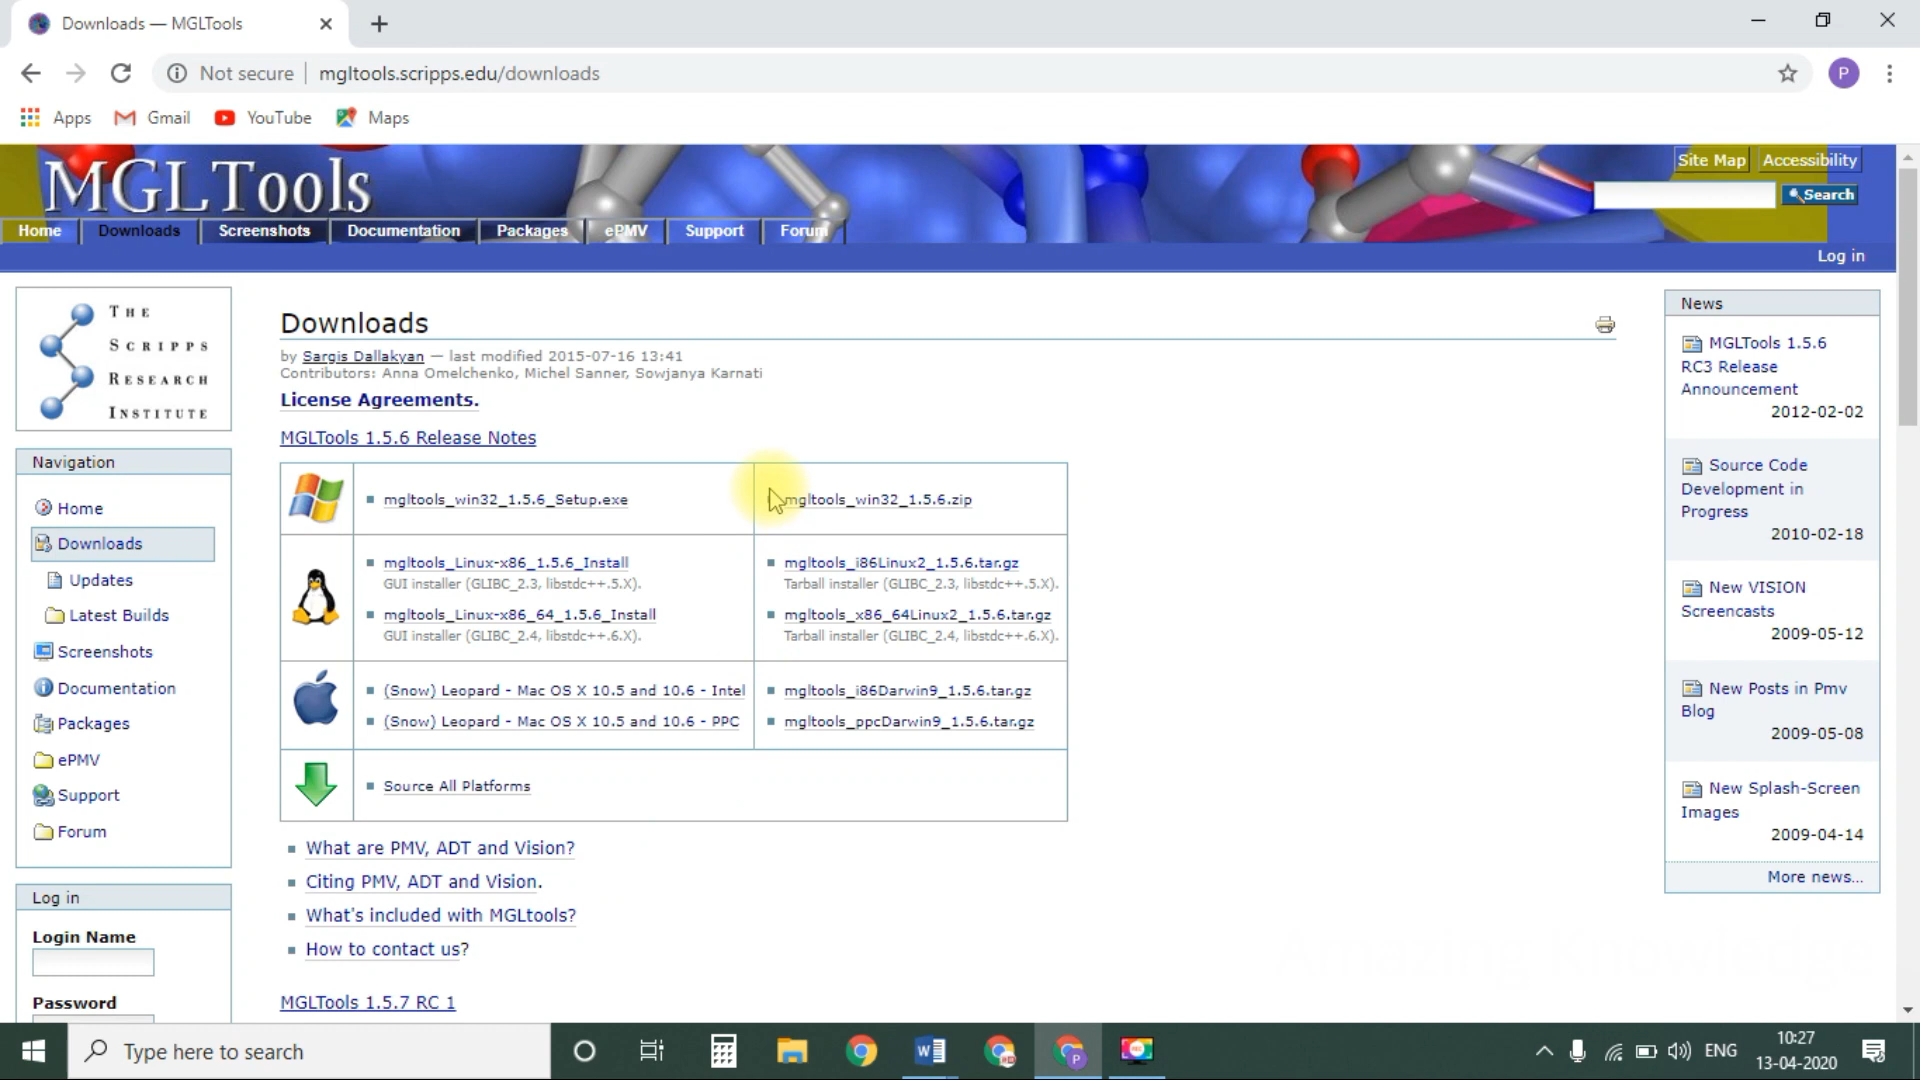 Downloads — MGLTools
Not secure mgltools.scripps.edu/downloads
P
Apps Gmail YouTube Maps
MGLTools
Site Map Accessibility
Search
Home Downloads Screenshots Documentation Packages ePMV Support Forum
Log in
THE
SCRIPPS
RESEARCH
INSTITUTE
Navigation
Home
Downloads
Updates
Latest Builds
Screenshots
Documentation
Packages
ePMV
Support
Forum
Log in
Login Name
Password
Downloads
by Sargis Dallakyan — last modified 2015-07-16 13:41
Contributors: Anna Omelchenko, Michel Sanner, Sowjanya Karnati
License Agreements.
MGLTools 1.5.6 Release Notes
mgltools_win32_1.5.6_Setup.exe
mgltools_win32_1.5.6.zip
mgltools_Linux-x86_1.5.6_Install
GUI installer (GLIBC_2.3, libstdc++.5.X).
mgltools_Linux-x86_64_1.5.6_Install
GUI installer (GLIBC_2.4, libstdc++.6.X).
mgltools_i86Linux2_1.5.6.tar.gz
Tarball installer (GLIBC_2.3, libstdc++.5.X).
mgltools_x86_64Linux2_1.5.6.tar.gz
Tarball installer (GLIBC_2.4, libstdc++.6.X).
(Snow) Leopard - Mac OS X 10.5 and 10.6 - Intel
(Snow) Leopard - Mac OS X 10.5 and 10.6 - PPC
mgltools_i86Darwin9_1.5.6.tar.gz
mgltools_ppcDarwin9_1.5.6.tar.gz
Source All Platforms
What are PMV, ADT and Vision?
Citing PMV, ADT and Vision.
What's included with MGLtools?
How to contact us?
MGLTools 1.5.7 RC 1
News
MGLTools 1.5.6
RC3 Release
Announcement
2012-02-02
Source Code
Development in
Progress
2010-02-18
New VISION
Screencasts
2009-05-12
New Posts in Pmv
Blog
2009-05-08
New Splash-Screen
Images
2009-04-14
More news...
Type here to search
ENG
10:27
13-04-2020